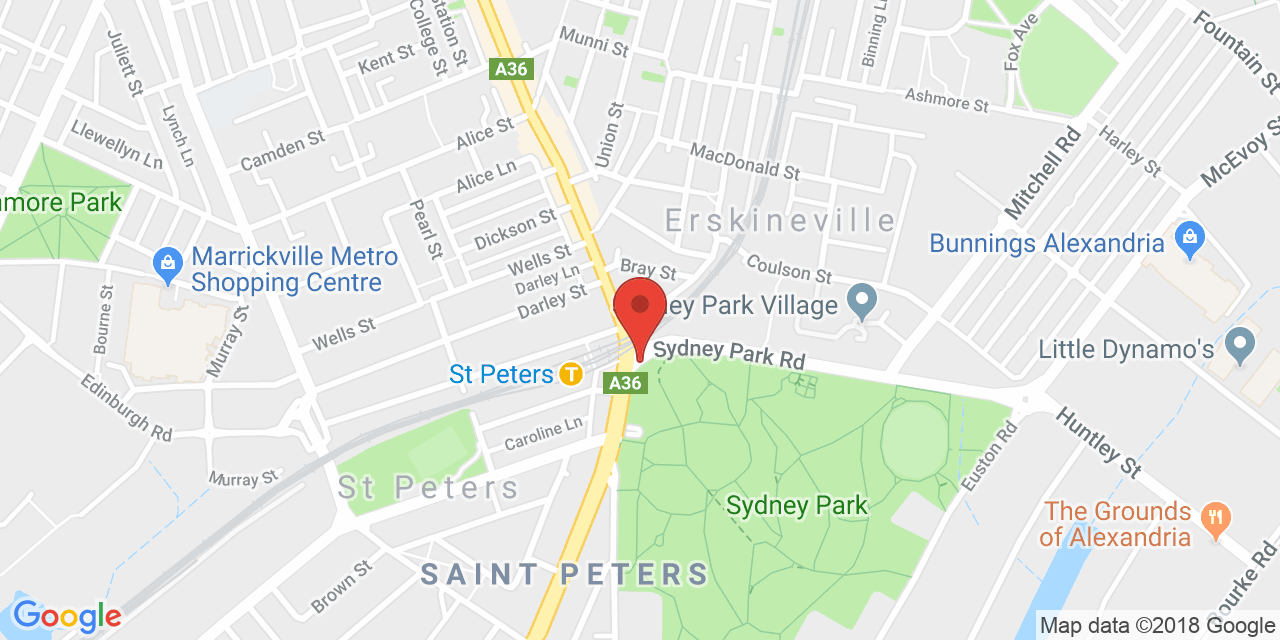 Station St
College St
Juliett St
Kent St
Munni St
A36
Binning Ln
Fox Ave
Fountain St
Ashmore St
Lynch Ln
Llewellyn Ln
Camden St
Alice St
Union St
MacDonald St
Mitchell Rd
Harley St
McEvoy S
Alice Ln
more Park
Pearl St
Dickson St
Erskineville
Bunnings Alexandria
Marrickville Metro
Shopping Centre
Wells St
Darley Ln
Darley St
Bray St
Coulson St
ney Park Village
Bourne St
Murray St
Wells St
Sydney Park Rd
Little Dynamo's
St Peters
T
A36
Edinburgh Rd
Caroline Ln
Huntley St
Euston Rd
Murray St
St Peters
Sydney Park
The Grounds
of Alexandria
Brown St
SAINT PETERS
Bourke Rd
Google
Map data ©2018 Google